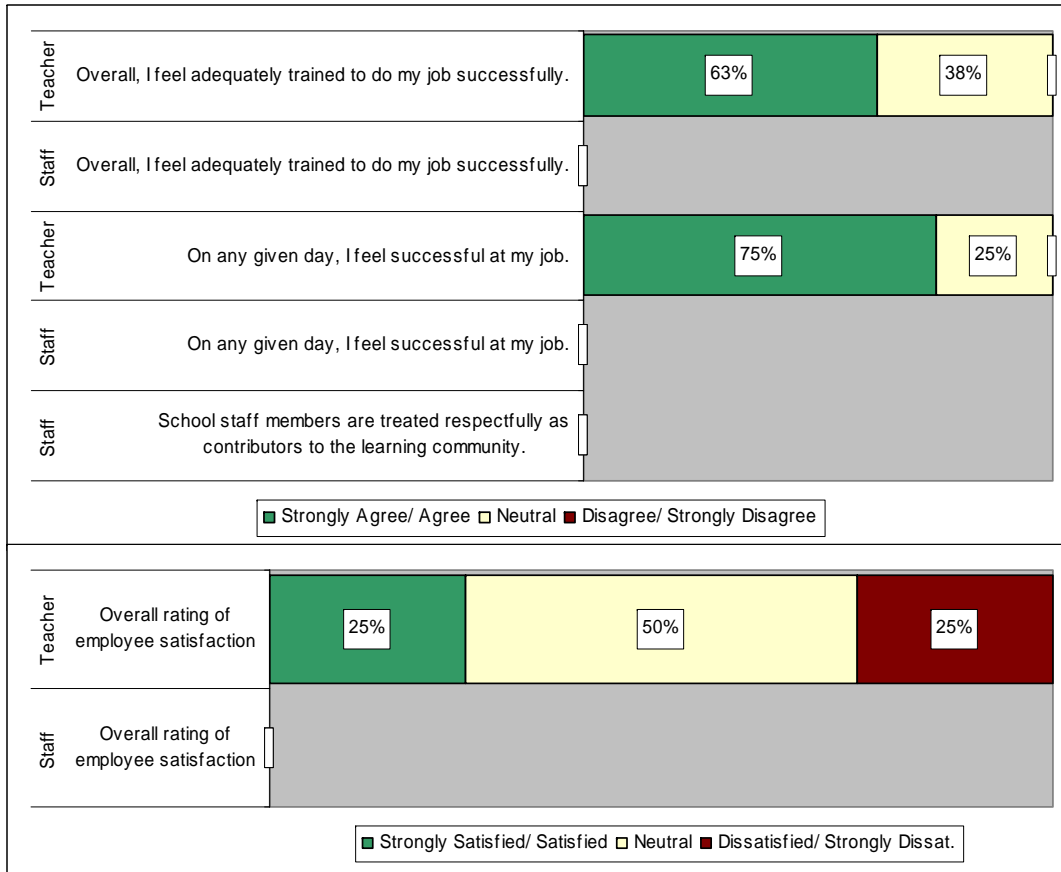 Teacher
Overall, I feel adequately trained to do my job successfully.
63%
38%
Staff
Overall, I feel adequately trained to do my job successfully.
Teacher
On any given day, I feel successful at my job.
75%
25%
Staff
On any given day, I feel successful at my job.
Staff
School staff members are treated respectfully as
contributors to the learning community.
Strongly Agree/ Agree Neutral Disagree/ Strongly Disagree
Teacher
Overall rating of
employee satisfaction
25%
50%
25%
Staff
Overall rating of
employee satisfaction
Strongly Satisfied/ Satisfied Neutral Dissatisfied/ Strongly Dissat.